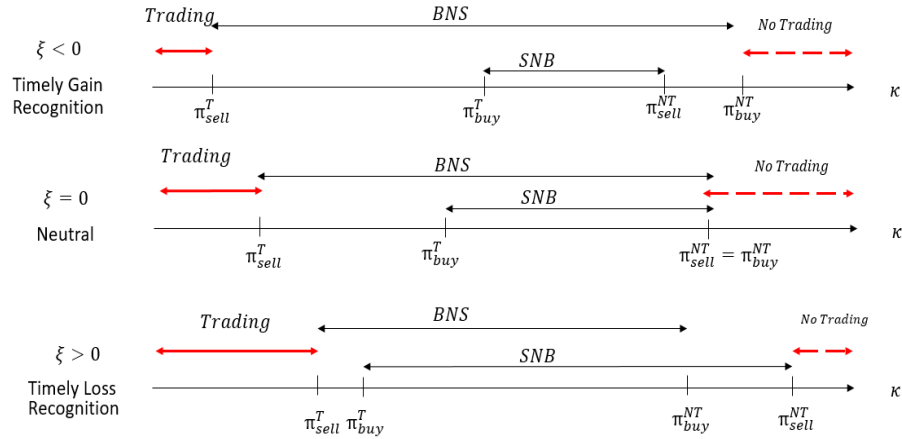 Trading
BNS
No Trading
ξ < 0
SNB
Timely Gain
Recognition
π^T_sell
π^T_buy
π^NT_sell
π^NT_buy
κ
Trading
BNS
No Trading
ξ = 0
SNB
Neutral
π^T_sell
π^T_buy
π^NT_sell = π^NT_buy
κ
Trading
BNS
No Trading
ξ > 0
SNB
Timely Loss
Recognition
π^T_sell
π^T_buy
π^NT_buy
π^NT_sell
κ